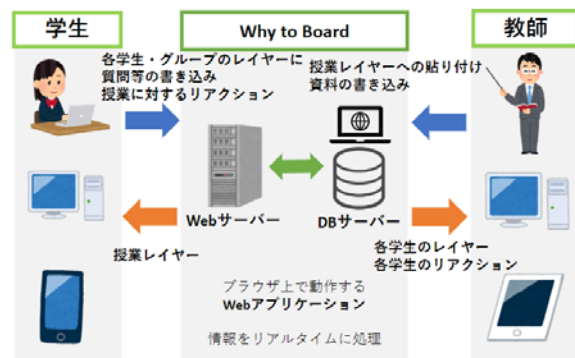 学生
Why to Board
教師
各学生・グループのレイヤーに
質問等の書き込み
授業に対するリアクション
授業レイヤーへの貼り付け
資料の書き込み
Webサーバー
DBサーバー
授業レイヤー
各学生のレイヤー
各学生のリアクション
ブラウザ上で動作する
Webアプリケーション
情報をリアルタイムに処理